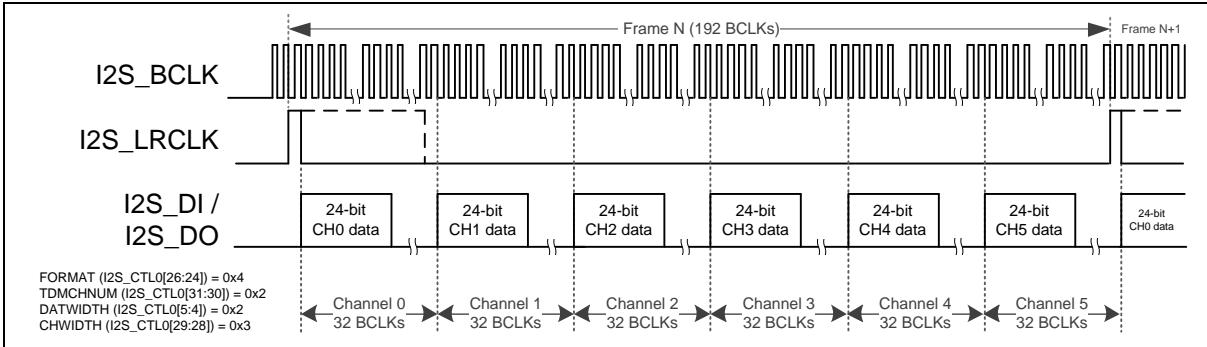 Frame N (192 BCLKs)
Frame N+1
I2S_BCLK
I2S_LRCLK
I2S_DI /
I2S_DO
24-bit
CH0 data
24-bit
CH1 data
24-bit
CH2 data
24-bit
CH3 data
24-bit
CH4 data
24-bit
CH5 data
24-bit
CH0 data
FORMAT (I2S_CTL0[26:24]) = 0x4
TDMCHNUM (I2S_CTL0[31:30]) = 0x2
DATWIDTH (I2S_CTL0[5:4]) = 0x2
CHWIDTH (I2S_CTL0[29:28]) = 0x3
Channel 0
32 BCLKs
Channel 1
32 BCLKs
Channel 2
32 BCLKs
Channel 3
32 BCLKs
Channel 4
32 BCLKs
Channel 5
32 BCLKs